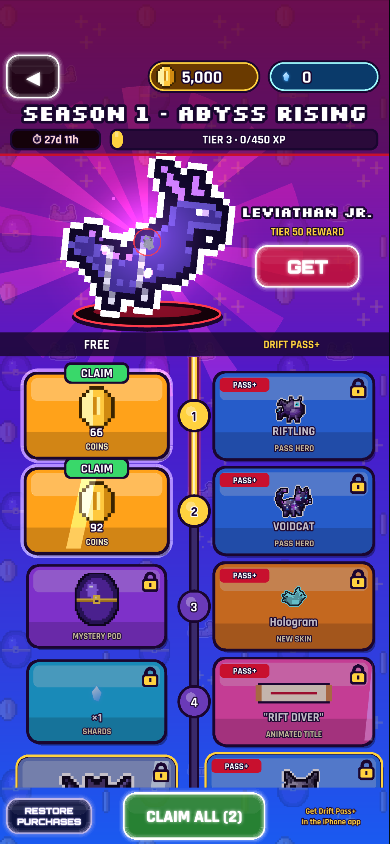 5,000
0
SEASON 1 - ABYSS RISING
27d 11h
TIER 3 · 0/450 XP
LEVIATHAN JR.
TIER 50 REWARD
GET
FREE
DRIFT PASS+
CLAIM
66
COINS
1
PASS+
RIFTLING
PASS HERO
CLAIM
92
COINS
2
PASS+
VOIDCAT
PASS HERO
MYSTERY POD
3
PASS+
Hologram
NEW SKIN
×1
SHARDS
4
PASS+
"RIFT DIVER"
ANIMATED TITLE
PASS+
RESTORE
PURCHASES
CLAIM ALL (2)
Get Drift Pass+
in the iPhone app